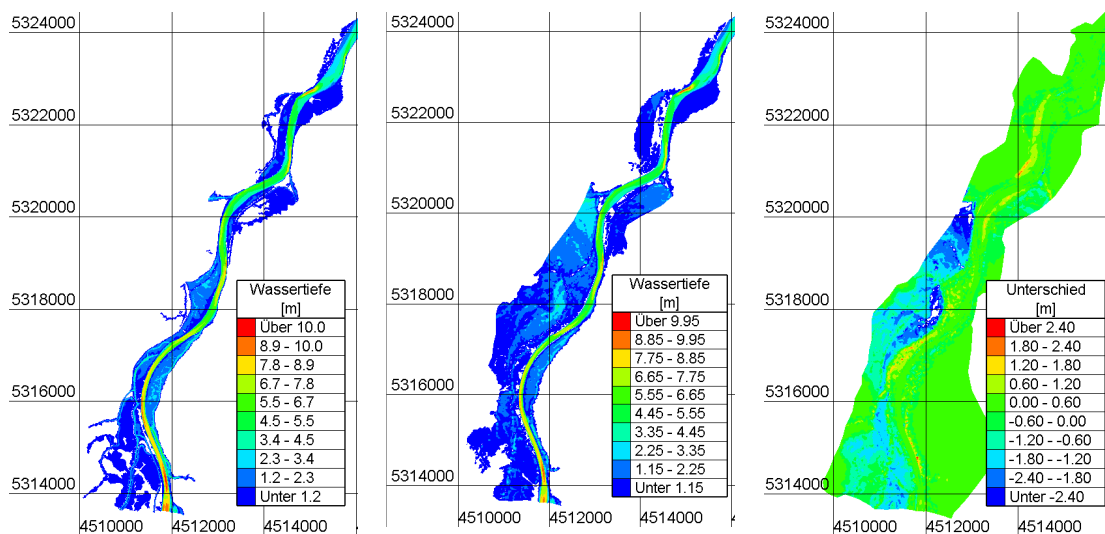 5324000
5322000
5320000
5318000
5316000
5314000
4510000
4512000
4514000
Wassertiefe
[m]
Über 10.0
8.9 - 10.0
7.8 - 8.9
6.7 - 7.8
5.5 - 6.7
4.5 - 5.5
3.4 - 4.5
2.3 - 3.4
1.2 - 2.3
Unter 1.2
5324000
5322000
5320000
5318000
5316000
5314000
4510000
4512000
4514000
Wassertiefe
[m]
Über 9.95
8.85 - 9.95
7.75 - 8.85
6.65 - 7.75
5.55 - 6.65
4.45 - 5.55
3.35 - 4.45
2.25 - 3.35
1.15 - 2.25
Unter 1.15
5324000
5322000
5320000
5318000
5316000
5314000
4510000
4512000
4514000
Unterschied
[m]
Über 2.40
1.80 - 2.40
1.20 - 1.80
0.60 - 1.20
0.00 - 0.60
-0.60 - 0.00
-1.20 - -0.60
-1.80 - -1.20
-2.40 - -1.80
Unter -2.40